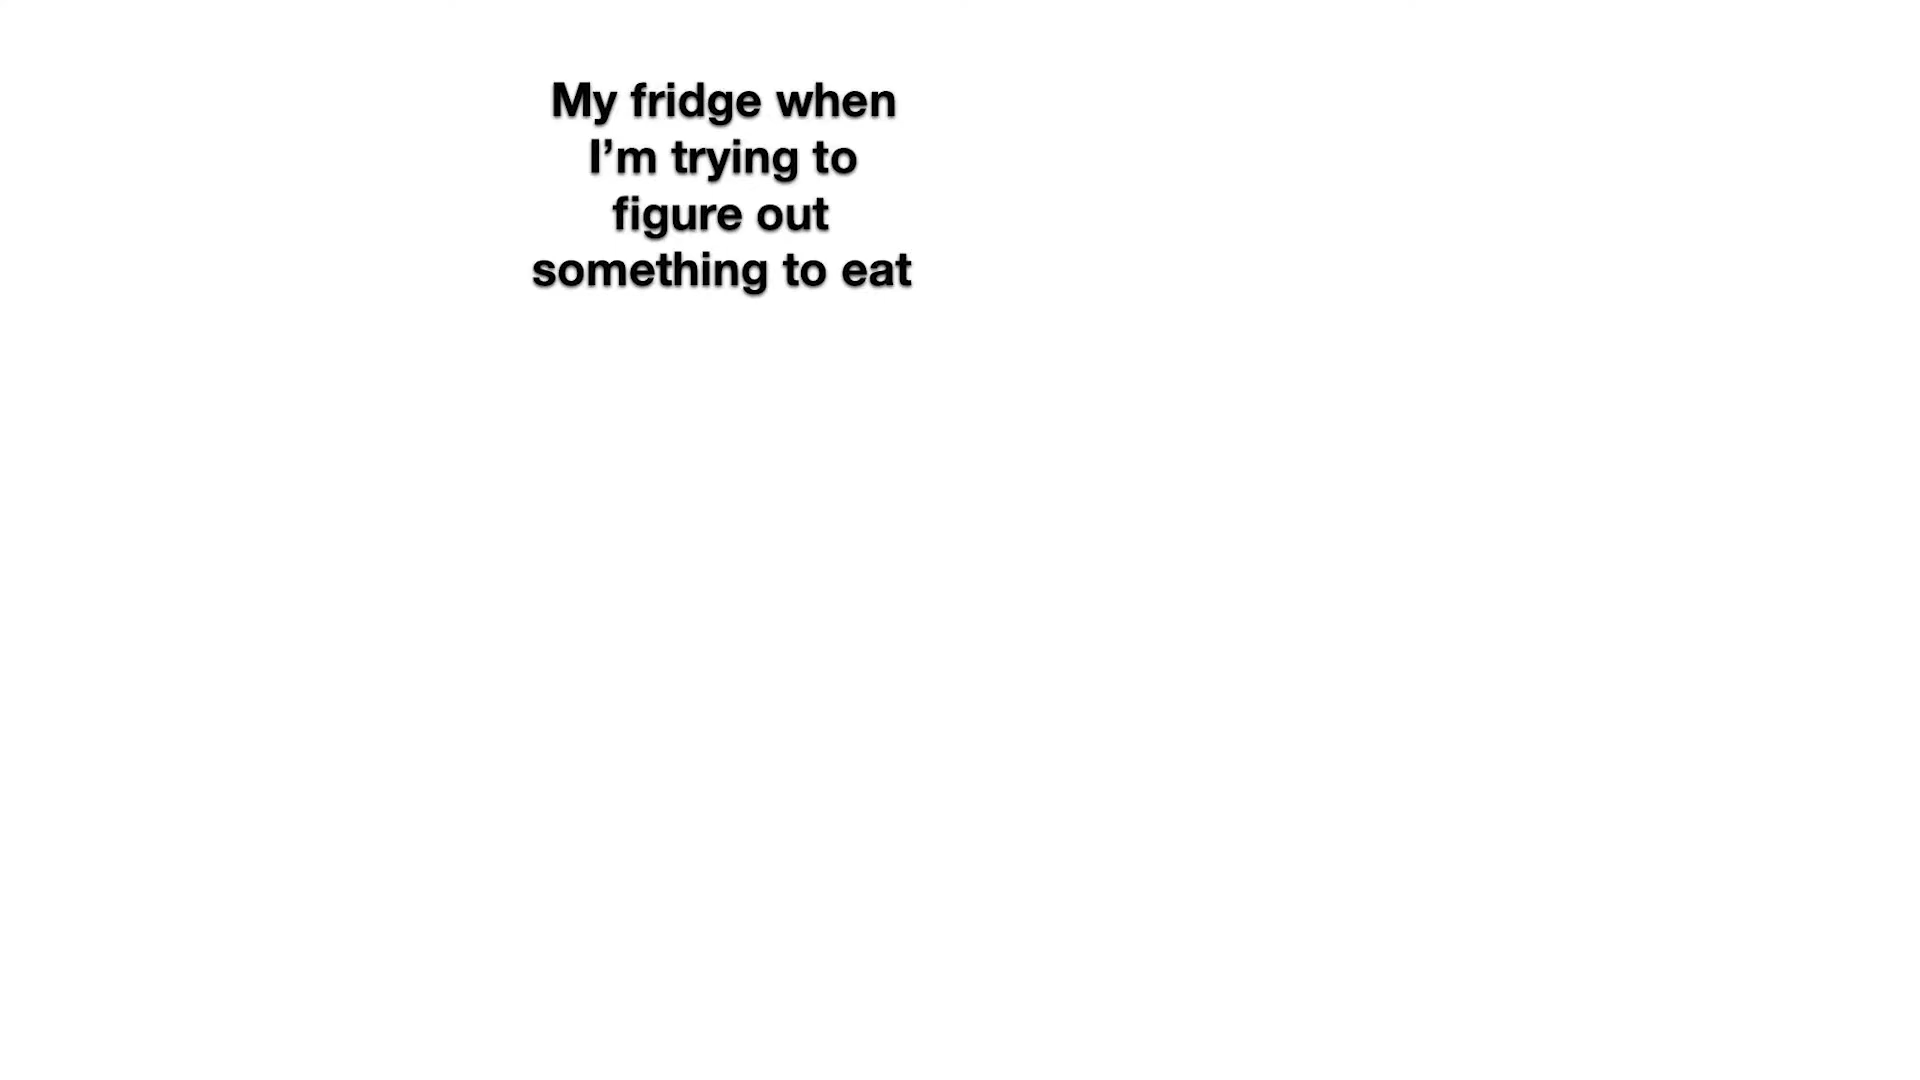 My fridge when
I’m trying to
figure out
something to eat